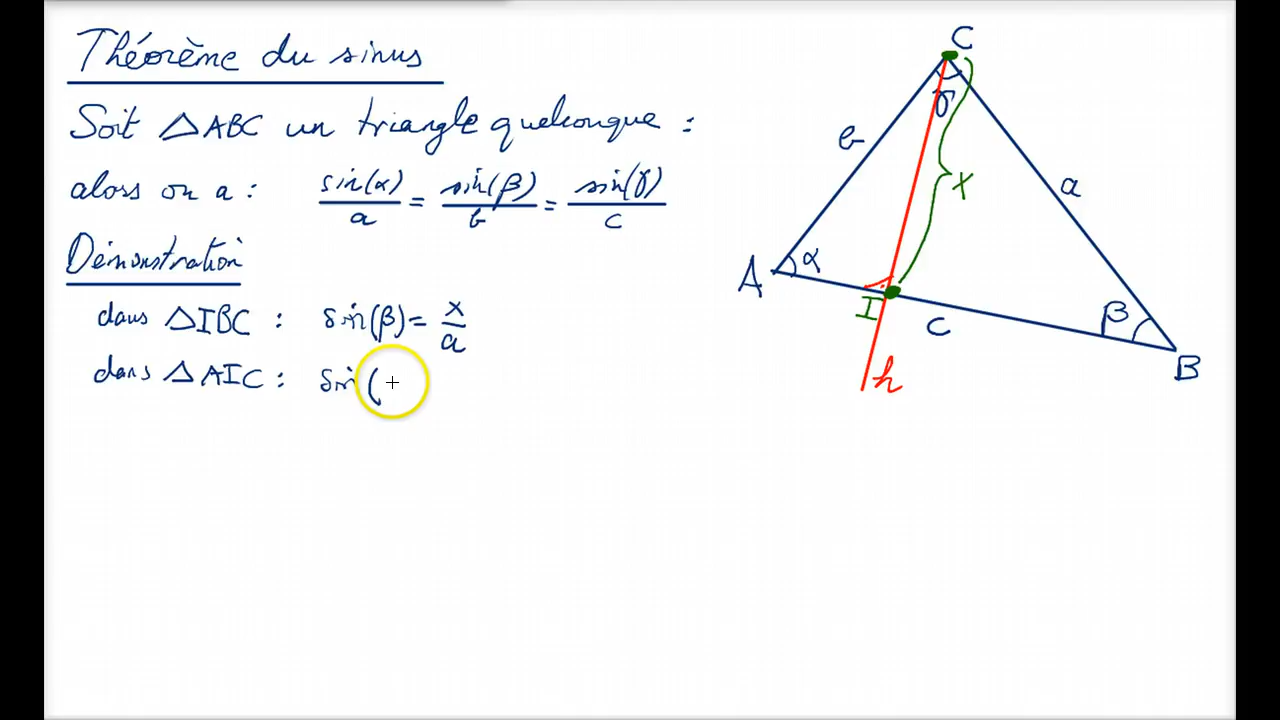 Théorème du sinus
Soit △ABC un triangle quelconque :
alors on a : sin(α)/a = sin(β)/b = sin(γ)/c
Démonstration
dans △IBC : sin(β) = x/a
dans △AIC : sin(
C
γ
b
x
a
A
α
I
c
β
B
h